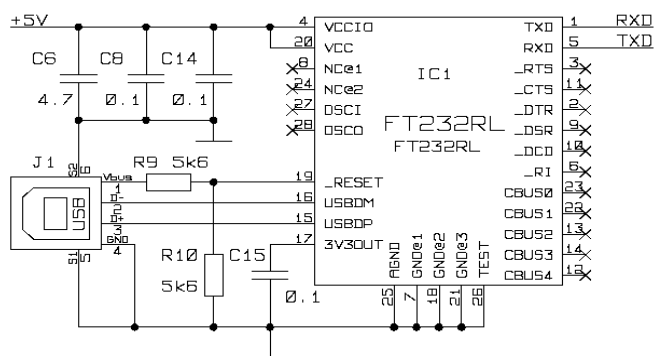 +5V
4 VCCIO TXD 1 RXD
20 VCC RXD 5 TXD
C6 C8 C14
8 NC@1 IC1 _RTS 3
24 NC@2 _CTS 11
4.7 0.1 0.1
27 OSCI _DTR 2
28 OSCO FT232RL _DSR 9
FT232RL _DCD 10
J1 S2 6 R9 5k6 _RI 6
Vbus 1 19 _RESET CBUS0 23
USB D- 2 16 USBDM CBUS1 22
D+ 3 15 USBDP CBUS2 13
GND 4 R10 C15 17 3V3OUT CBUS3 14
S1 5 AGND GND@1 GND@2 GND@3 TEST CBUS4 12
5k6 0.1 25 7 18 21 26